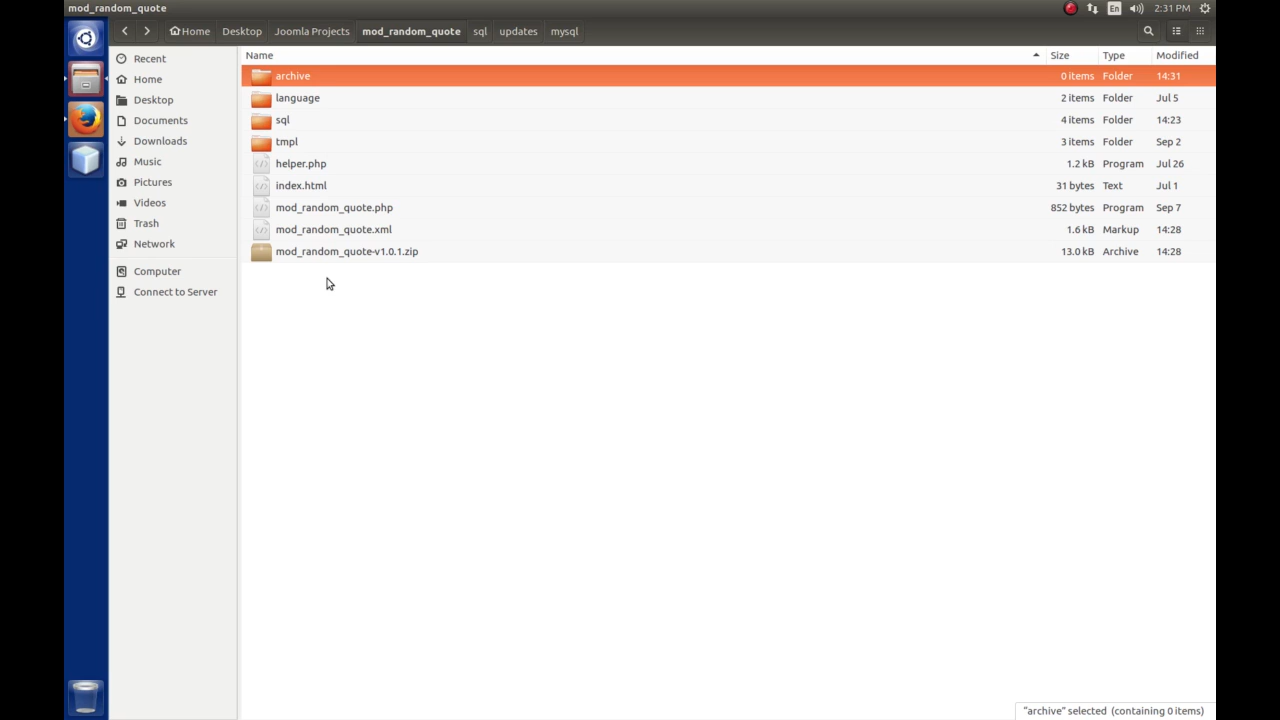 mod_random_quote En 2:31 PM
Home Desktop Joomla Projects mod_random_quote sql updates mysql
Name Size Type Modified
Recent
Home
Desktop
Documents
Downloads
Music
Pictures
Videos
Trash
Network
Computer
Connect to Server
archive 0 items Folder 14:31
language 2 items Folder Jul 5
sql 4 items Folder 14:23
tmpl 3 items Folder Sep 2
helper.php 1.2 kB Program Jul 26
index.html 31 bytes Text Jul 1
mod_random_quote.php 852 bytes Program Sep 7
mod_random_quote.xml 1.6 kB Markup 14:28
mod_random_quote-v1.0.1.zip 13.0 kB Archive 14:28
"archive" selected (containing 0 items)